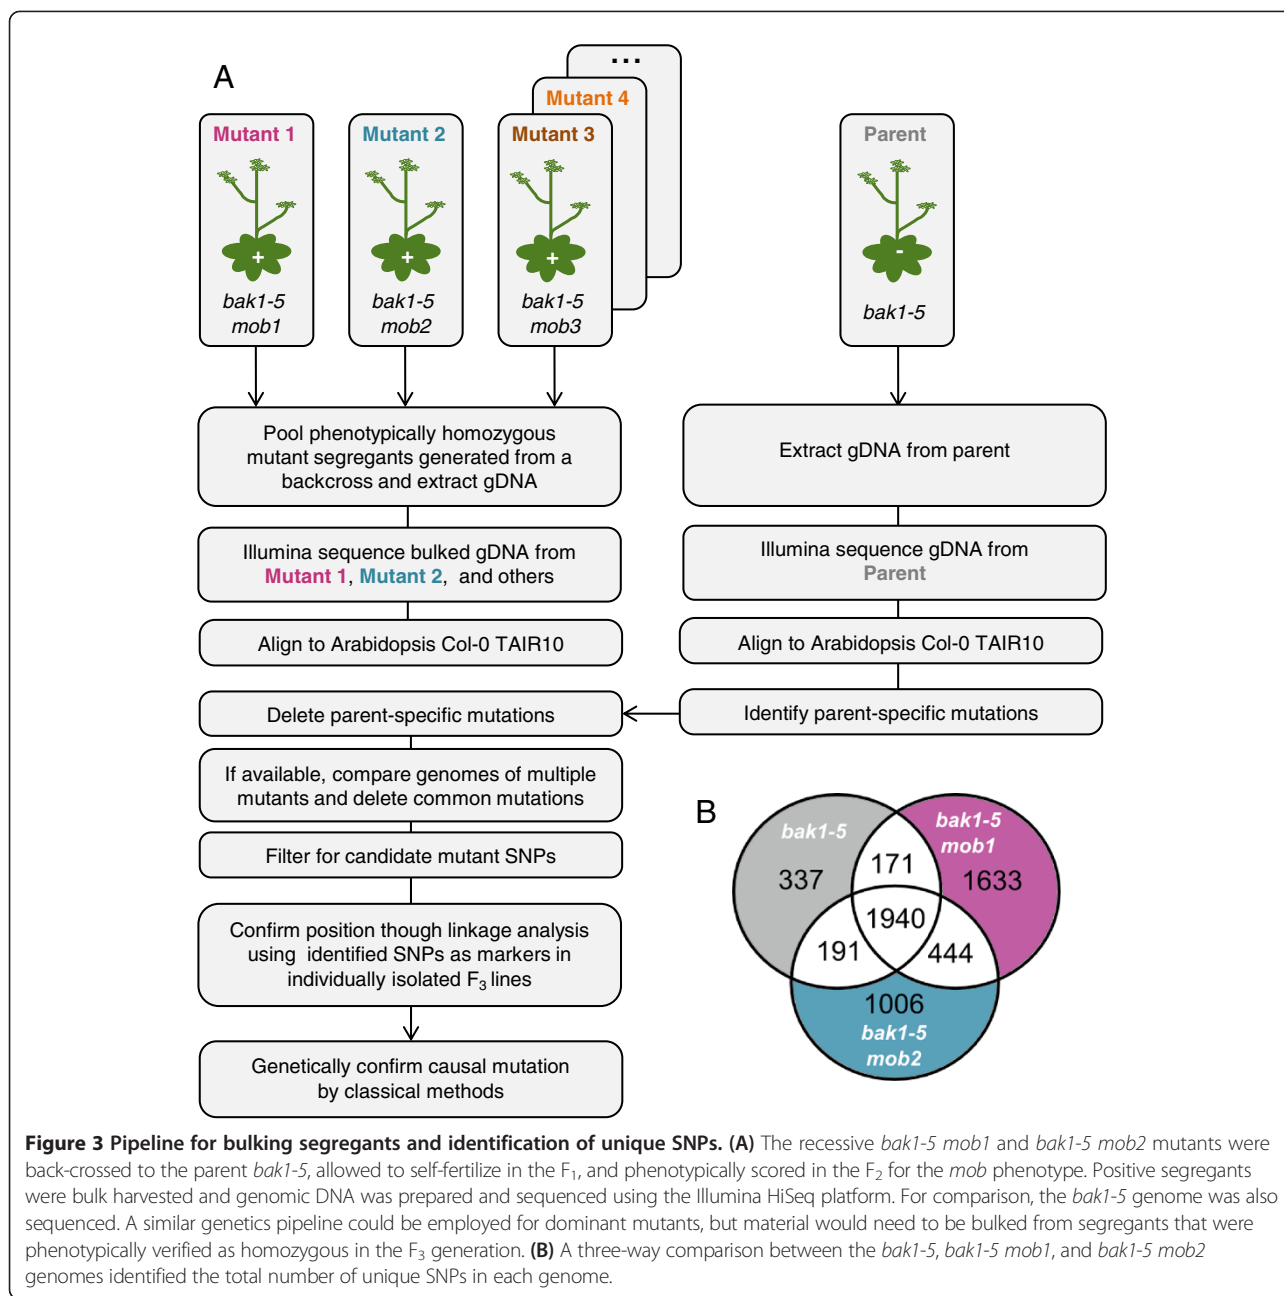 A
...
Mutant 4
Mutant 1
Mutant 2
Mutant 3
Parent
+
+
+
-
bak1-5
mob1
bak1-5
mob2
bak1-5
mob3
bak1-5
Pool phenotypically homozygous
mutant segregants generated from a
backcross and extract gDNA
Extract gDNA from parent
Illumina sequence bulked gDNA from
Mutant 1, Mutant 2, and others
Illumina sequence gDNA from
Parent
Align to Arabidopsis Col-0 TAIR10
Align to Arabidopsis Col-0 TAIR10
Delete parent-specific mutations
Identify parent-specific mutations
If available, compare genomes of multiple
mutants and delete common mutations
Filter for candidate mutant SNPs
Confirm position though linkage analysis
using identified SNPs as markers in
individually isolated F3 lines
Genetically confirm causal mutation
by classical methods
B
bak1-5
337
171
bak1-5
mob1
1633
1940
191
444
1006
bak1-5
mob2
Figure 3 Pipeline for bulking segregants and identification of unique SNPs. (A) The recessive bak1-5 mob1 and bak1-5 mob2 mutants were
back-crossed to the parent bak1-5, allowed to self-fertilize in the F1, and phenotypically scored in the F2 for the mob phenotype. Positive segregants
were bulk harvested and genomic DNA was prepared and sequenced using the Illumina HiSeq platform. For comparison, the bak1-5 genome was also
sequenced. A similar genetics pipeline could be employed for dominant mutants, but material would need to be bulked from segregants that were
phenotypically verified as homozygous in the F3 generation. (B) A three-way comparison between the bak1-5, bak1-5 mob1, and bak1-5 mob2
genomes identified the total number of unique SNPs in each genome.